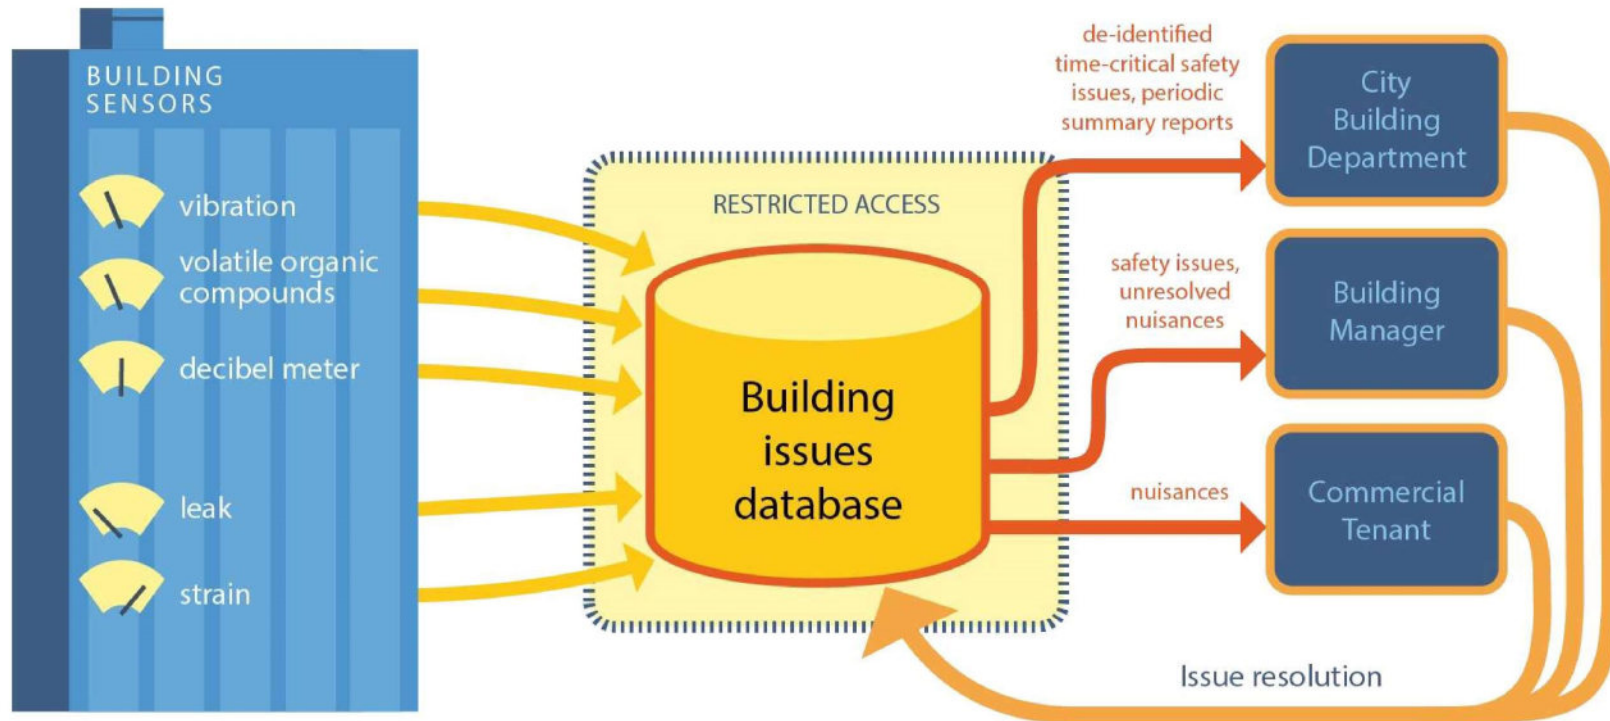 BUILDING
SENSORS
vibration
volatile organic
compounds
decibel meter
leak
strain
RESTRICTED ACCESS
Building
issues
database
de-identified
time-critical safety
issues, periodic
summary reports
safety issues,
unresolved
nuisances
nuisances
City
Building
Department
Building
Manager
Commercial
Tenant
Issue resolution